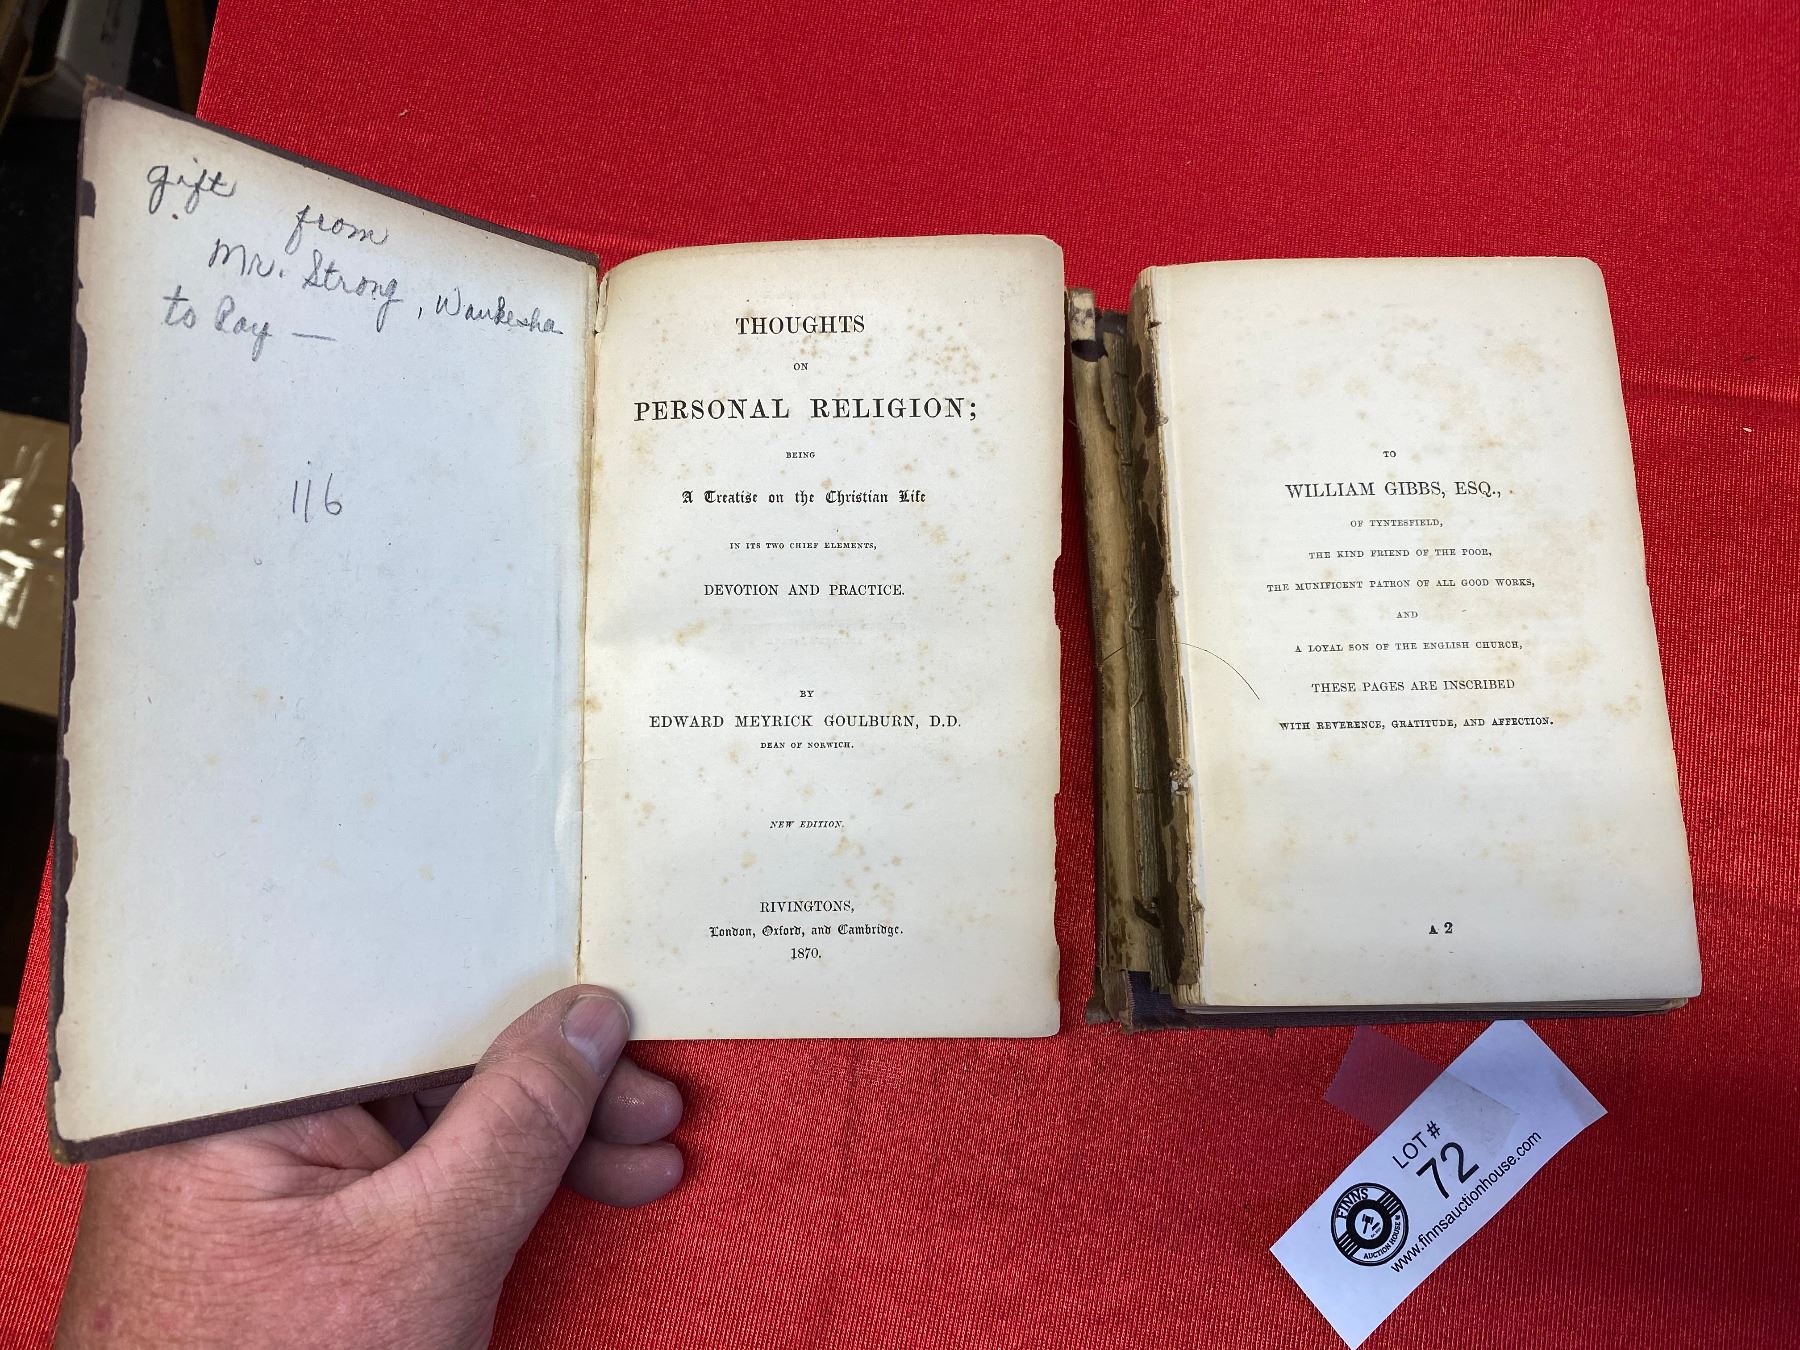 gift
from
Mr. Strong, Waukesha
to Roy —
116
THOUGHTS
ON
PERSONAL RELIGION;
BEING
A Treatise on the Christian Life
IN ITS TWO CHIEF ELEMENTS,
DEVOTION AND PRACTICE.
BY
EDWARD MEYRICK GOULBURN, D.D.
DEAN OF NORWICH.
NEW EDITION.
RIVINGTONS,
London, Oxford, and Cambridge.
1870.
TO
WILLIAM GIBBS, ESQ.,
OF TYNTESFIELD,
THE KIND FRIEND OF THE POOR,
THE MUNIFICENT PATRON OF ALL GOOD WORKS,
AND
A LOYAL SON OF THE ENGLISH CHURCH,
THESE PAGES ARE INSCRIBED
WITH REVERENCE, GRATITUDE, AND AFFECTION.
A 2
LOT #
72
FINNS
AUCTION HOUSE
www.finnsauctionhouse.com